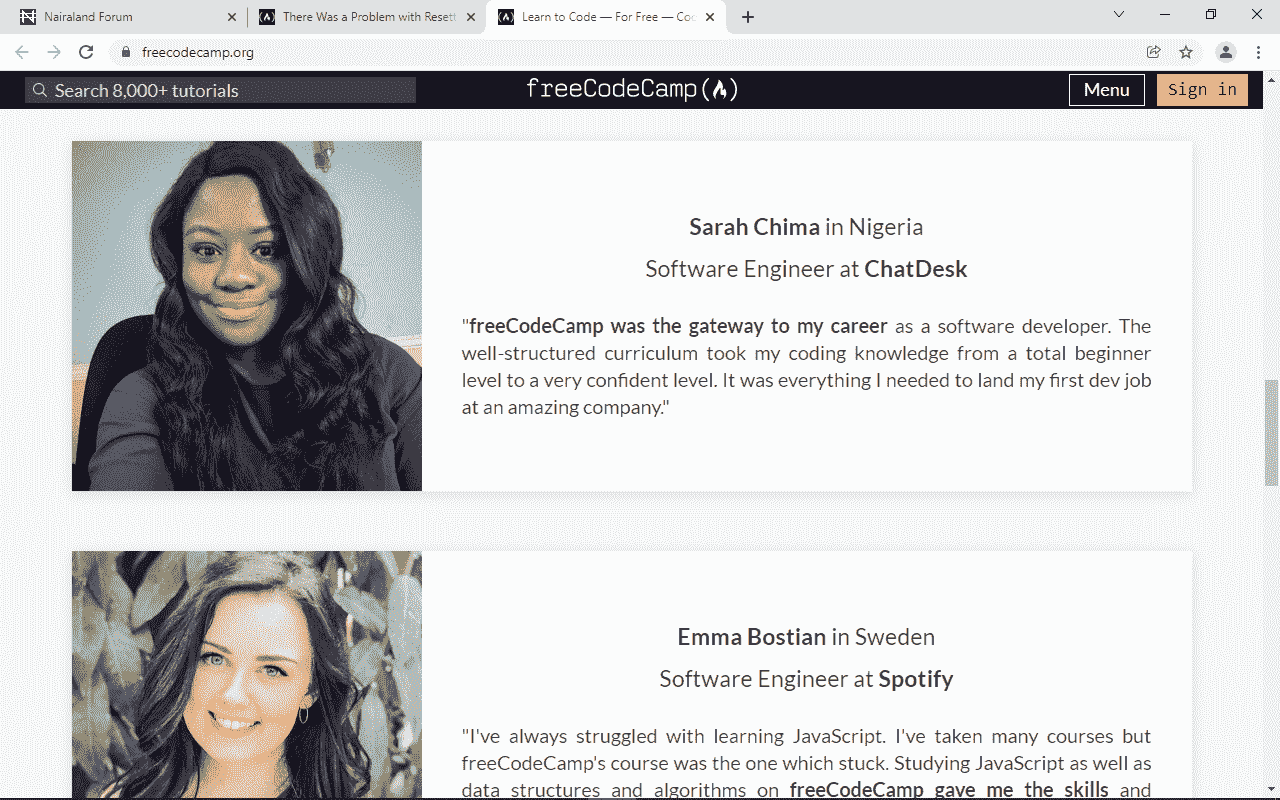 Nairaland Forum
There Was a Problem with Resett
Learn to Code — For Free — Coc
freecodecamp.org
Search 8,000+ tutorials
freeCodeCamp
Menu
Sign in
Sarah Chima in Nigeria
Software Engineer at ChatDesk
"freeCodeCamp was the gateway to my career as a software developer. The
well-structured curriculum took my coding knowledge from a total beginner
level to a very confident level. It was everything I needed to land my first dev job
at an amazing company."
Emma Bostian in Sweden
Software Engineer at Spotify
"I've always struggled with learning JavaScript. I've taken many courses but
freeCodeCamp's course was the one which stuck. Studying JavaScript as well as
data structures and algorithms on freeCodeCamp gave me the skills and